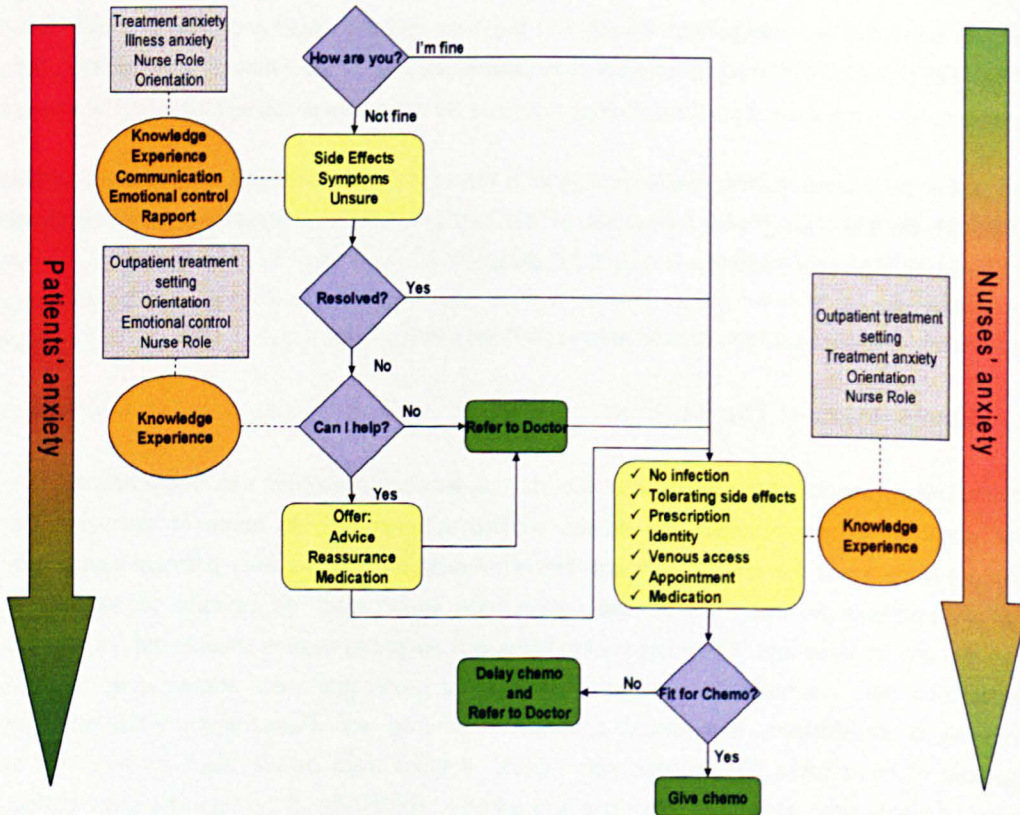 Treatment anxiety
Illness anxiety
Nurse Role
Orientation
How are you?
I'm fine
Not fine
Knowledge
Experience
Communication
Emotional control
Rapport
Side Effects
Symptoms
Unsure
Patients' anxiety
Nurses' anxiety
Outpatient treatment
setting
Orientation
Emotional control
Nurse Role
Resolved?
Yes
No
Outpatient treatment
setting
Treatment anxiety
Orientation
Nurse Role
Knowledge
Experience
Can I help?
No
Refer to Doctor
Yes
Offer:
Advice
Reassurance
Medication
✓ No infection
✓ Tolerating side effects
✓ Prescription
✓ Identity
✓ Venous access
✓ Appointment
✓ Medication
Knowledge
Experience
Delay chemo
and
Refer to Doctor
No
Fit for Chemo?
Yes
Give chemo